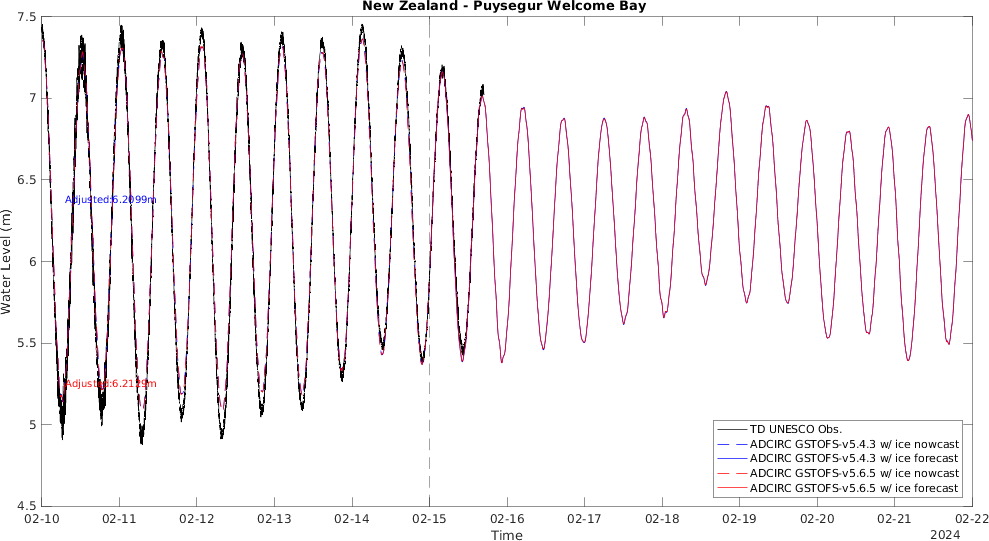 New Zealand - Puysegur Welcome Bay
Water Level (m)
7.5
7
6.5
6
5.5
5
4.5
Adjusted:6.2099m
Adjusted:6.2129m
TD UNESCO Obs.
ADCIRC GSTOFS-v5.4.3 w/ ice nowcast
ADCIRC GSTOFS-v5.4.3 w/ ice forecast
ADCIRC GSTOFS-v5.6.5 w/ ice nowcast
ADCIRC GSTOFS-v5.6.5 w/ ice forecast
02-10 02-11 02-12 02-13 02-14 02-15 02-16 02-17 02-18 02-19 02-20 02-21 02-22
Time
2024